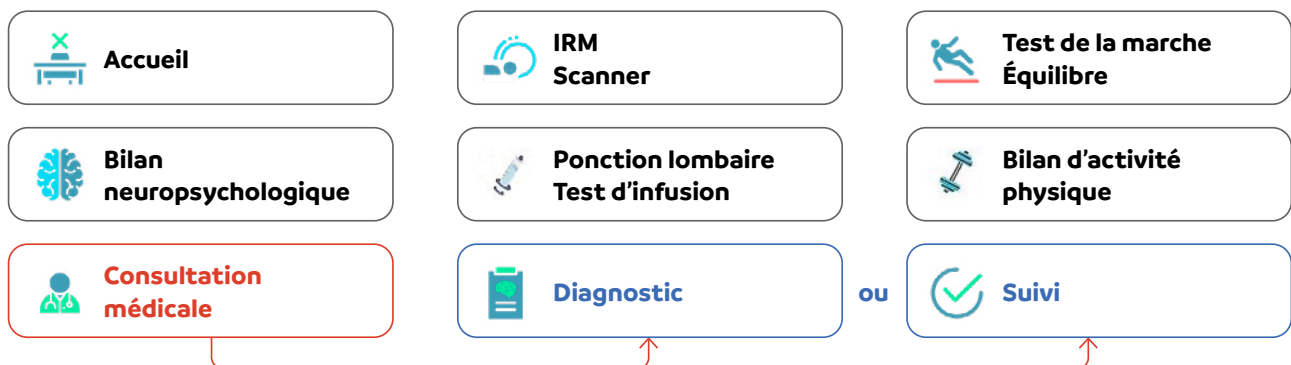 Accueil
IRM
Scanner
Test de la marche
Équilibre
Bilan
neuropsychologique
Ponction lombaire
Test d’infusion
Bilan d’activité
physique
Consultation
médicale
Diagnostic
ou
Suivi